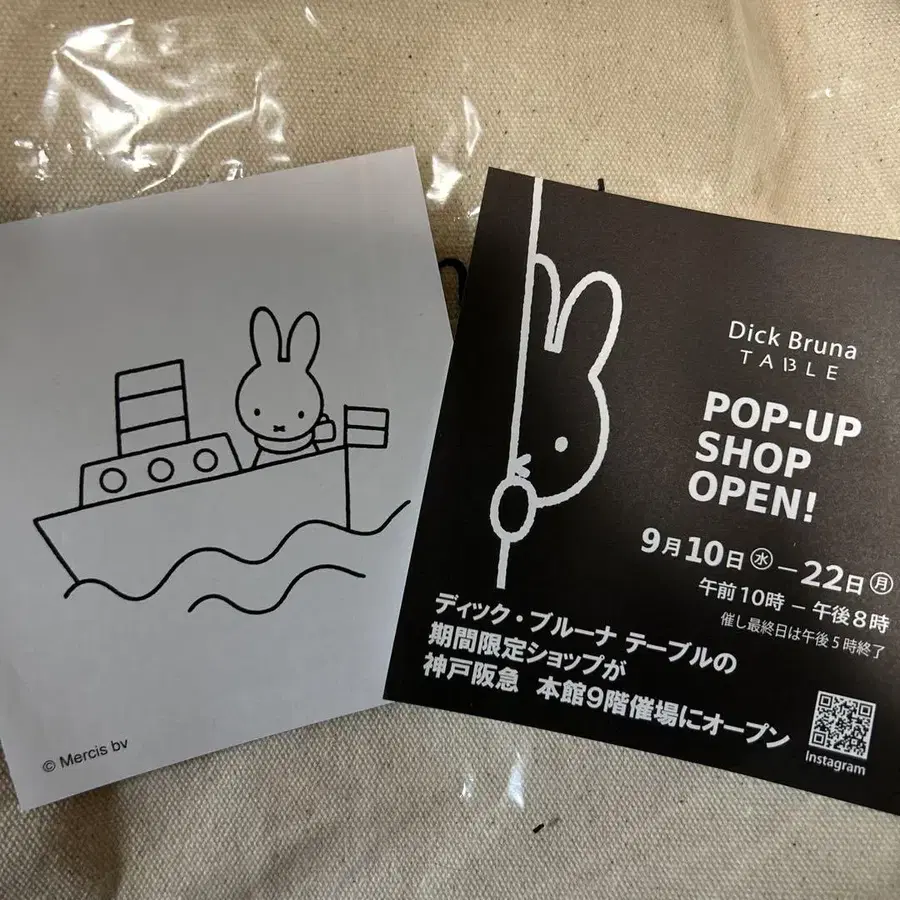 © Mercis bv
Dick Bruna
TABLE
POP-UP
SHOP
OPEN!
9月10日㊌ー22日㊊
午前10時 − 午後8時
催し最終日は午後5時終了
ディック・ブルーナ テーブルの
期間限定ショップが
神戸阪急 本館9階催場にオープン
Instagram